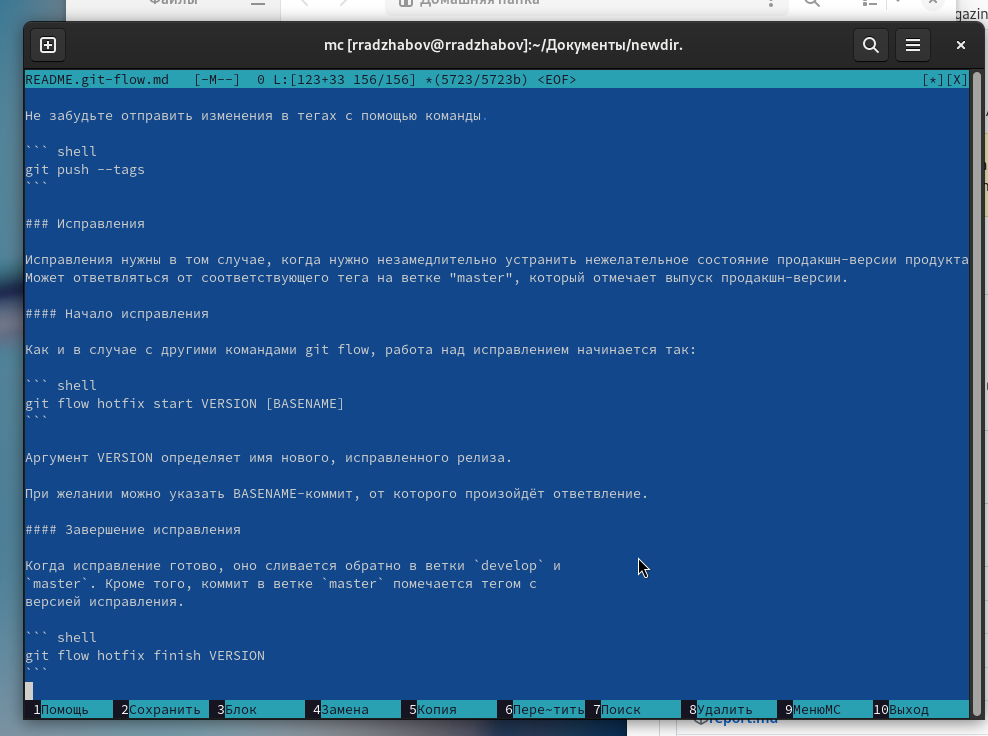 Файлы
Домашняя папка
gazin
mc [rradzhabov@rradzhabov]:~/Документы/newdir.
README.git-flow.md [-M--] 0 L:[123+33 156/156] *(5723/5723b) <EOF> [*][X]
Не забудьте отправить изменения в тегах с помощью команды.
``` shell
git push --tags
```
### Исправления
Исправления нужны в том случае, когда нужно незамедлительно устранить нежелательное состояние продакшн-версии продукта
Может ответвляться от соответствующего тега на ветке "master", который отмечает выпуск продакшн-версии.
#### Начало исправления
Как и в случае с другими командами git flow, работа над исправлением начинается так:
``` shell
git flow hotfix start VERSION [BASENAME]
```
Аргумент VERSION определяет имя нового, исправленного релиза.
При желании можно указать BASENAME-коммит, от которого произойдёт ответвление.
#### Завершение исправления
Когда исправление готово, оно сливается обратно в ветки `develop` и
`master`. Кроме того, коммит в ветке `master` помечается тегом с
версией исправления.
``` shell
git flow hotfix finish VERSION
```
1Помощь 2Сохранить 3Блок 4Замена 5Копия 6Пере~тить 7Поиск 8Удалить 9МенюМС 10Выход
report.md